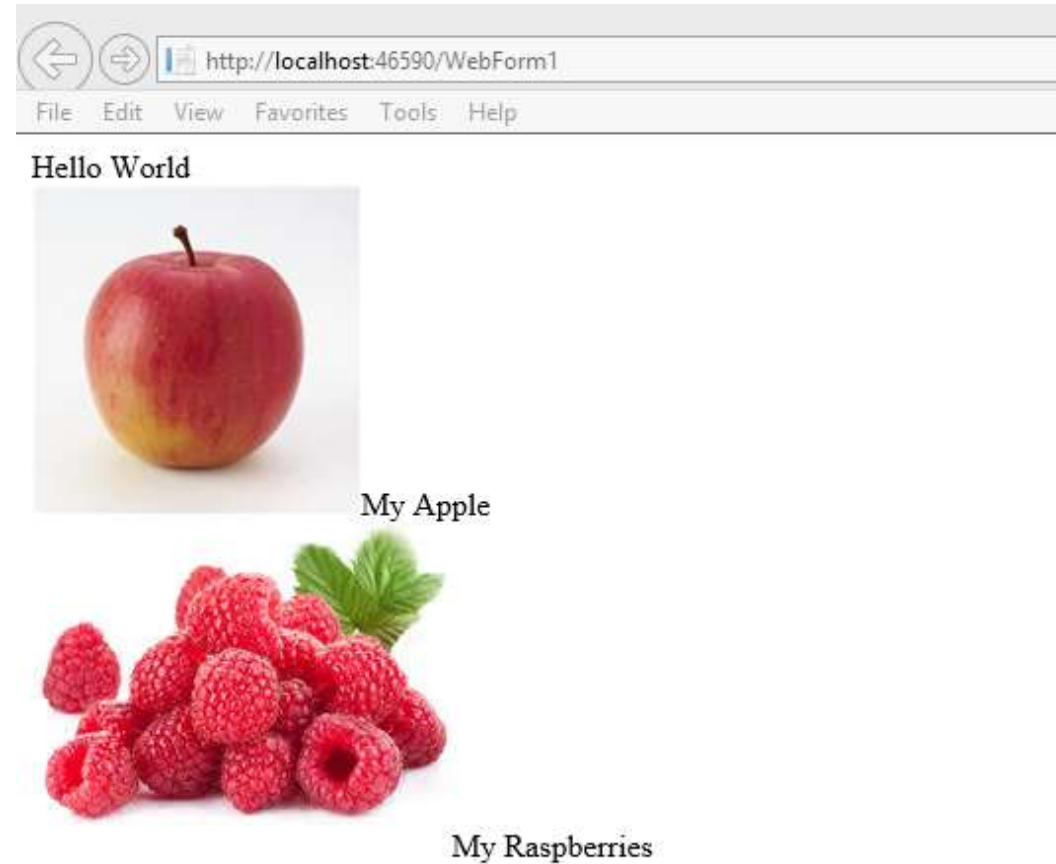 http://localhost:46590/WebForm1
File Edit View Favorites Tools Help
Hello World
My Apple
My Raspberries